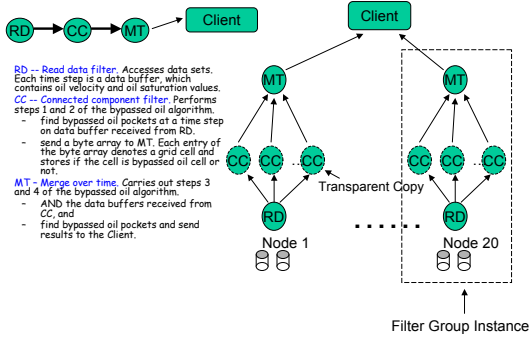 RD
CC
MT
Client
RD -- Read data filter. Accesses data sets.
Each time step is a data buffer, which
contains oil velocity and oil saturation values.
CC -- Connected component filter. Performs
steps 1 and 2 of the bypassed oil algorithm.
- find bypassed oil pockets at a time step
on data buffer received from RD.
- send a byte array to MT. Each entry of
the byte array denotes a grid cell and
stores if the cell is bypassed oil cell or
not.
MT – Merge over time. Carries out steps 3
and 4 of the bypassed oil algorithm.
- AND the data buffers received from
CC, and
- find bypassed oil pockets and send
results to the Client.
Client
MT
MT
CC CC ...CC
CC CC ...CC
Transparent Copy
RD
RD
Node 1
......
Node 20
Filter Group Instance